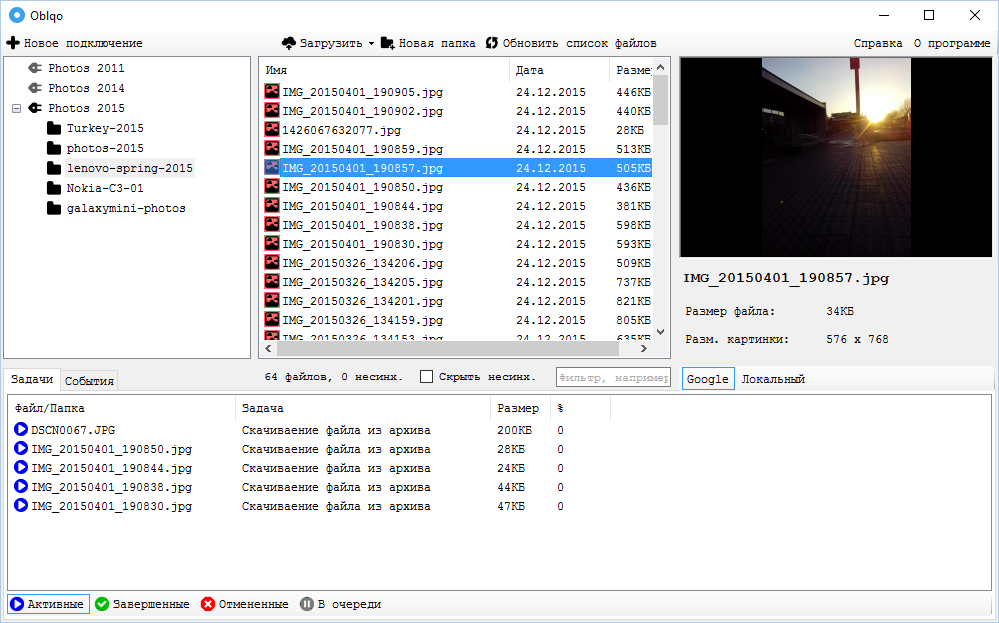 Oblqo
Новое подключение
Загрузить
Новая папка
Обновить список файлов
Справка
О программе
Photos 2011
Photos 2014
Photos 2015
Turkey-2015
photos-2015
lenovo-spring-2015
Nokia-C3-01
galaxymini-photos
Имя Дата Разме
IMG_20150401_190905.jpg 24.12.2015 446КБ
IMG_20150401_190902.jpg 24.12.2015 440КБ
1426067632077.jpg 24.12.2015 28КБ
IMG_20150401_190859.jpg 24.12.2015 513КБ
IMG_20150401_190857.jpg 24.12.2015 505КБ
IMG_20150401_190850.jpg 24.12.2015 436КБ
IMG_20150401_190844.jpg 24.12.2015 381КБ
IMG_20150401_190838.jpg 24.12.2015 598КБ
IMG_20150401_190830.jpg 24.12.2015 593КБ
IMG_20150326_134206.jpg 24.12.2015 509КБ
IMG_20150326_134205.jpg 24.12.2015 737КБ
IMG_20150326_134201.jpg 24.12.2015 821КБ
IMG_20150326_134159.jpg 24.12.2015 805КБ
IMG_20150326_134153.jpg 24.12.2015 635КБ
64 файлов, 0 несинх.
Скрыть несинх.
Фильтр, например
IMG_20150401_190857.jpg
Размер файла: 34КБ
Разм. картинки: 576 x 768
Google
Локальный
Задачи
События
Файл/Папка Задача Размер %
DSCN0067.JPG Скачиваение файла из архива 200КБ 0
IMG_20150401_190850.jpg Скачиваение файла из архива 28КБ 0
IMG_20150401_190844.jpg Скачиваение файла из архива 24КБ 0
IMG_20150401_190838.jpg Скачиваение файла из архива 44КБ 0
IMG_20150401_190830.jpg Скачиваение файла из архива 47КБ 0
Активные
Завершенные
Отмененные
В очереди